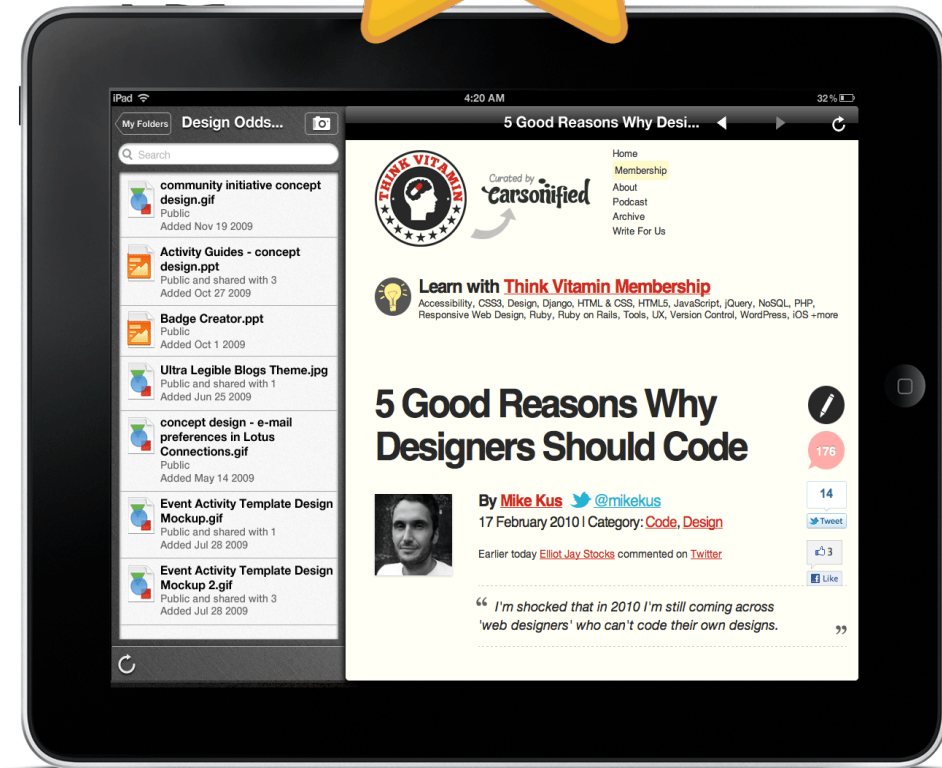 iPad
4:20 AM
32%
My Folders
Design Odds...
Search
community initiative concept
design.gif
Public
Added Nov 19 2009
Activity Guides - concept
design.ppt
Public and shared with 3
Added Oct 27 2009
Badge Creator.ppt
Public
Added Oct 1 2009
Ultra Legible Blogs Theme.jpg
Public and shared with 1
Added Jun 25 2009
concept design - e-mail
preferences in Lotus
Connections.gif
Public
Added May 14 2009
Event Activity Template Design
Mockup.gif
Public and shared with 1
Added Jul 28 2009
Event Activity Template Design
Mockup 2.gif
Public and shared with 3
Added Jul 28 2009
5 Good Reasons Why Desi...
THINK VITAMIN
Curated by
Carsonified
Home
Membership
About
Podcast
Archive
Write For Us
Learn with Think Vitamin Membership
Accessibility, CSS3, Design, Django, HTML & CSS, HTML5, JavaScript, jQuery, NoSQL, PHP,
Responsive Web Design, Ruby, Ruby on Rails, Tools, UX, Version Control, WordPress, iOS +more
5 Good Reasons Why
Designers Should Code
176
14
Tweet
3
Like
By Mike Kus @mikekus
17 February 2010 | Category: Code, Design
Earlier today Elliot Jay Stocks commented on Twitter
“ I'm shocked that in 2010 I'm still coming across
'web designers' who can't code their own designs. ”